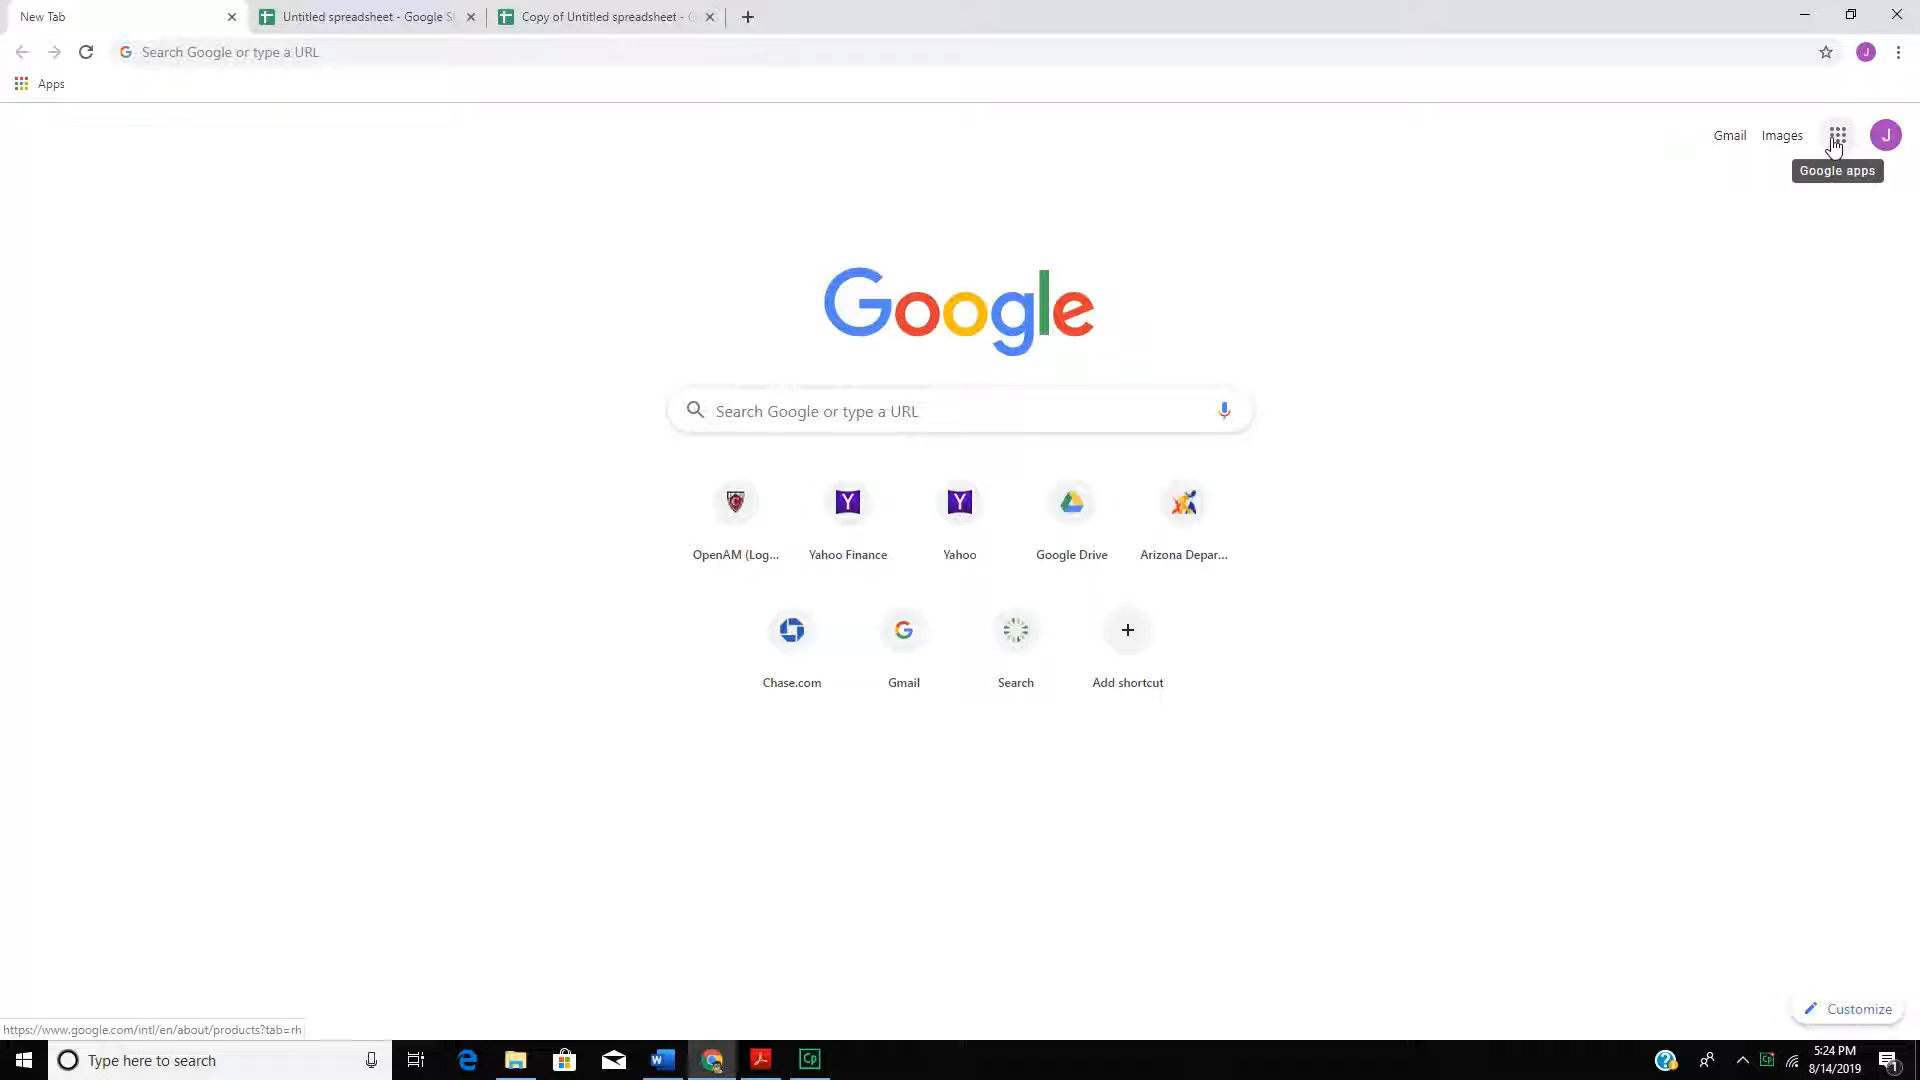 New Tab
Untitled spreadsheet - Google S
Copy of Untitled spreadsheet - G
Search Google or type a URL
J
Apps
Gmail
Images
J
Google apps
Google
Search Google or type a URL
OpenAM (Log...
Yahoo Finance
Yahoo
Google Drive
Arizona Depar...
Chase.com
Gmail
Search
Add shortcut
Customize
https://www.google.com/intl/en/about/products?tab=rh
Type here to search
5:24 PM
8/14/2019